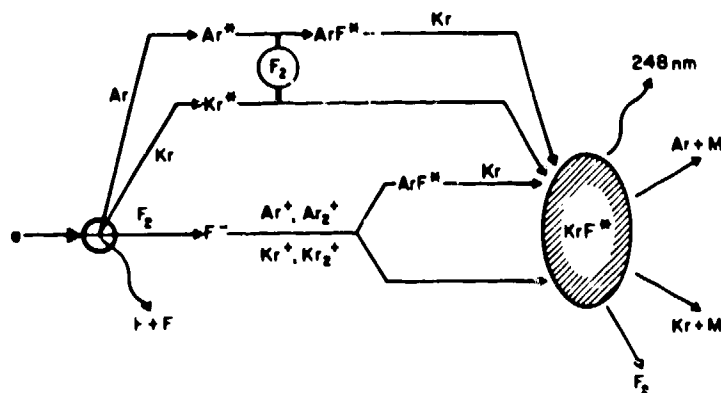 Ar* ArF* Kr
F₂
248 nm
Ar
Kr*
Ar + M
Kr
ArF* Kr
e F₂ F⁻ Ar⁺, Ar₂⁺
KrF*
Kr⁺, Kr₂⁺
F + F
Kr + M
F₂